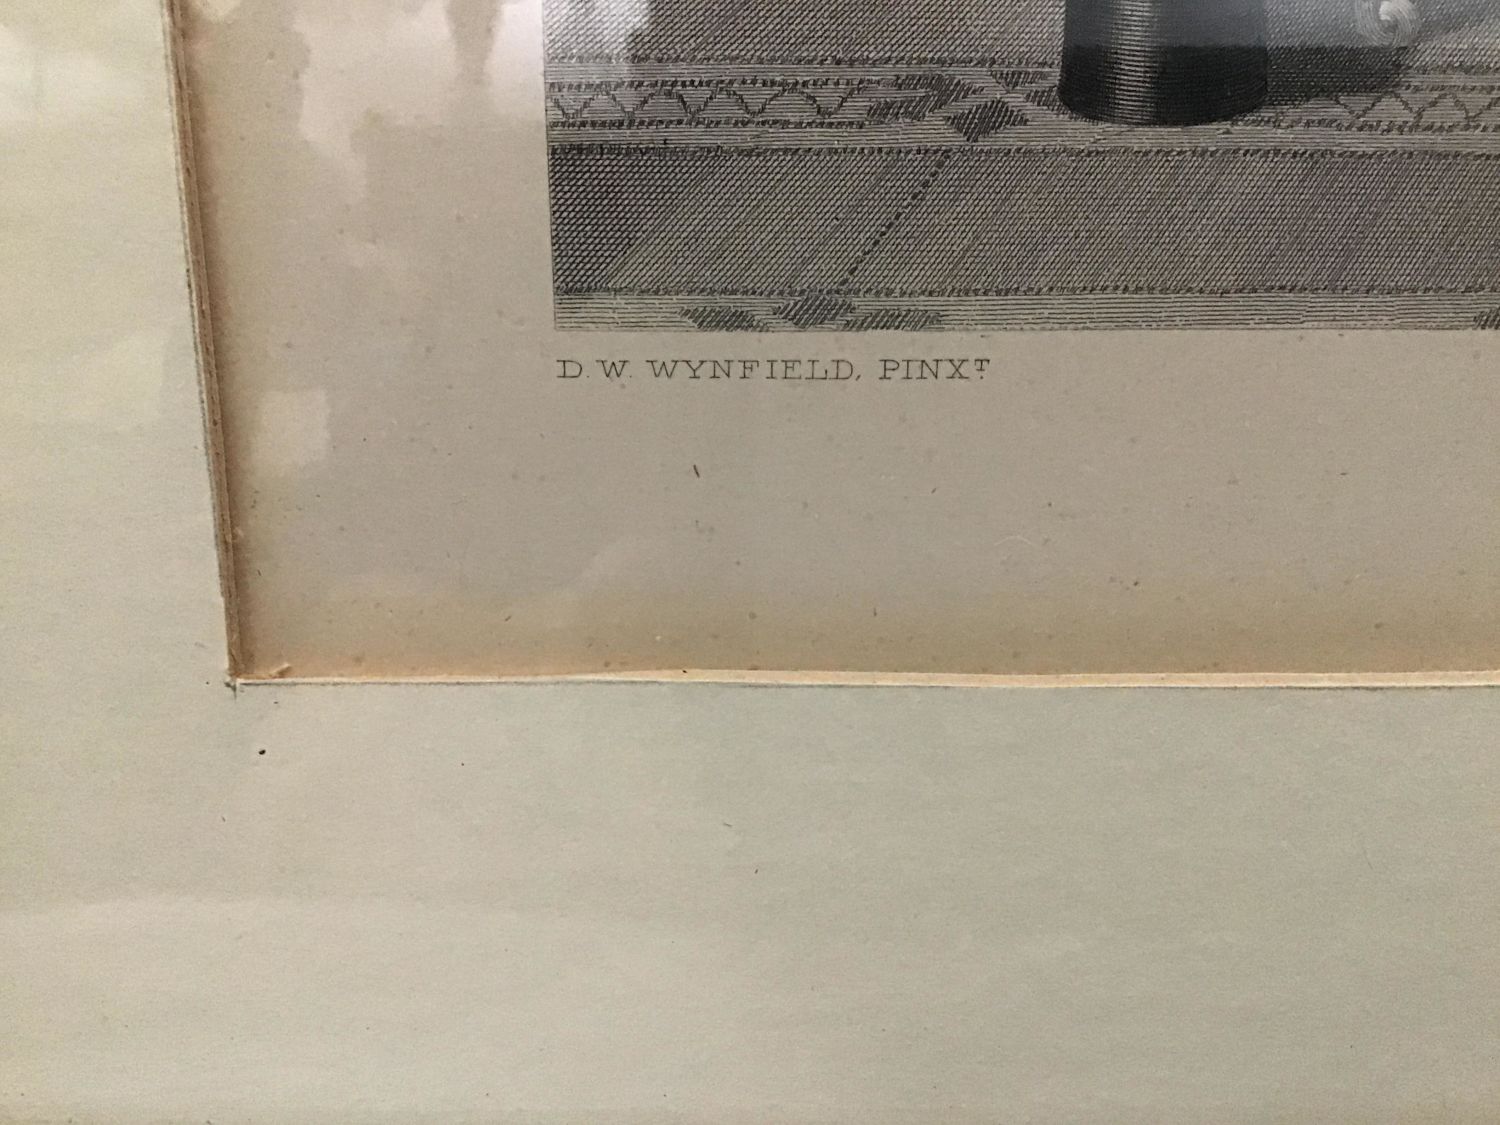 D. W. WYNFIELD, PINXT.